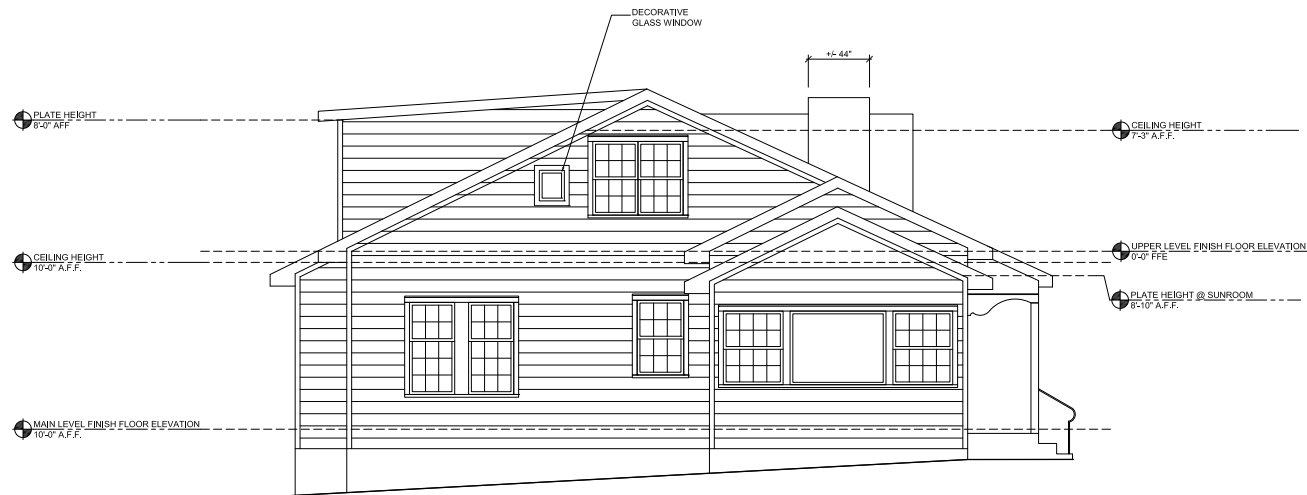 DECORATIVE
GLASS WINDOW
+/- 44"
PLATE HEIGHT
8'-0" AFF
CEILING HEIGHT
7'-3" A.F.F.
UPPER LEVEL FINISH FLOOR ELEVATION
0'-0" FFE
CEILING HEIGHT
10'-0" A.F.F.
PLATE HEIGHT @ SUNROOM
8'-10" A.F.F.
MAIN LEVEL FINISH FLOOR ELEVATION
10'-0" A.F.F.